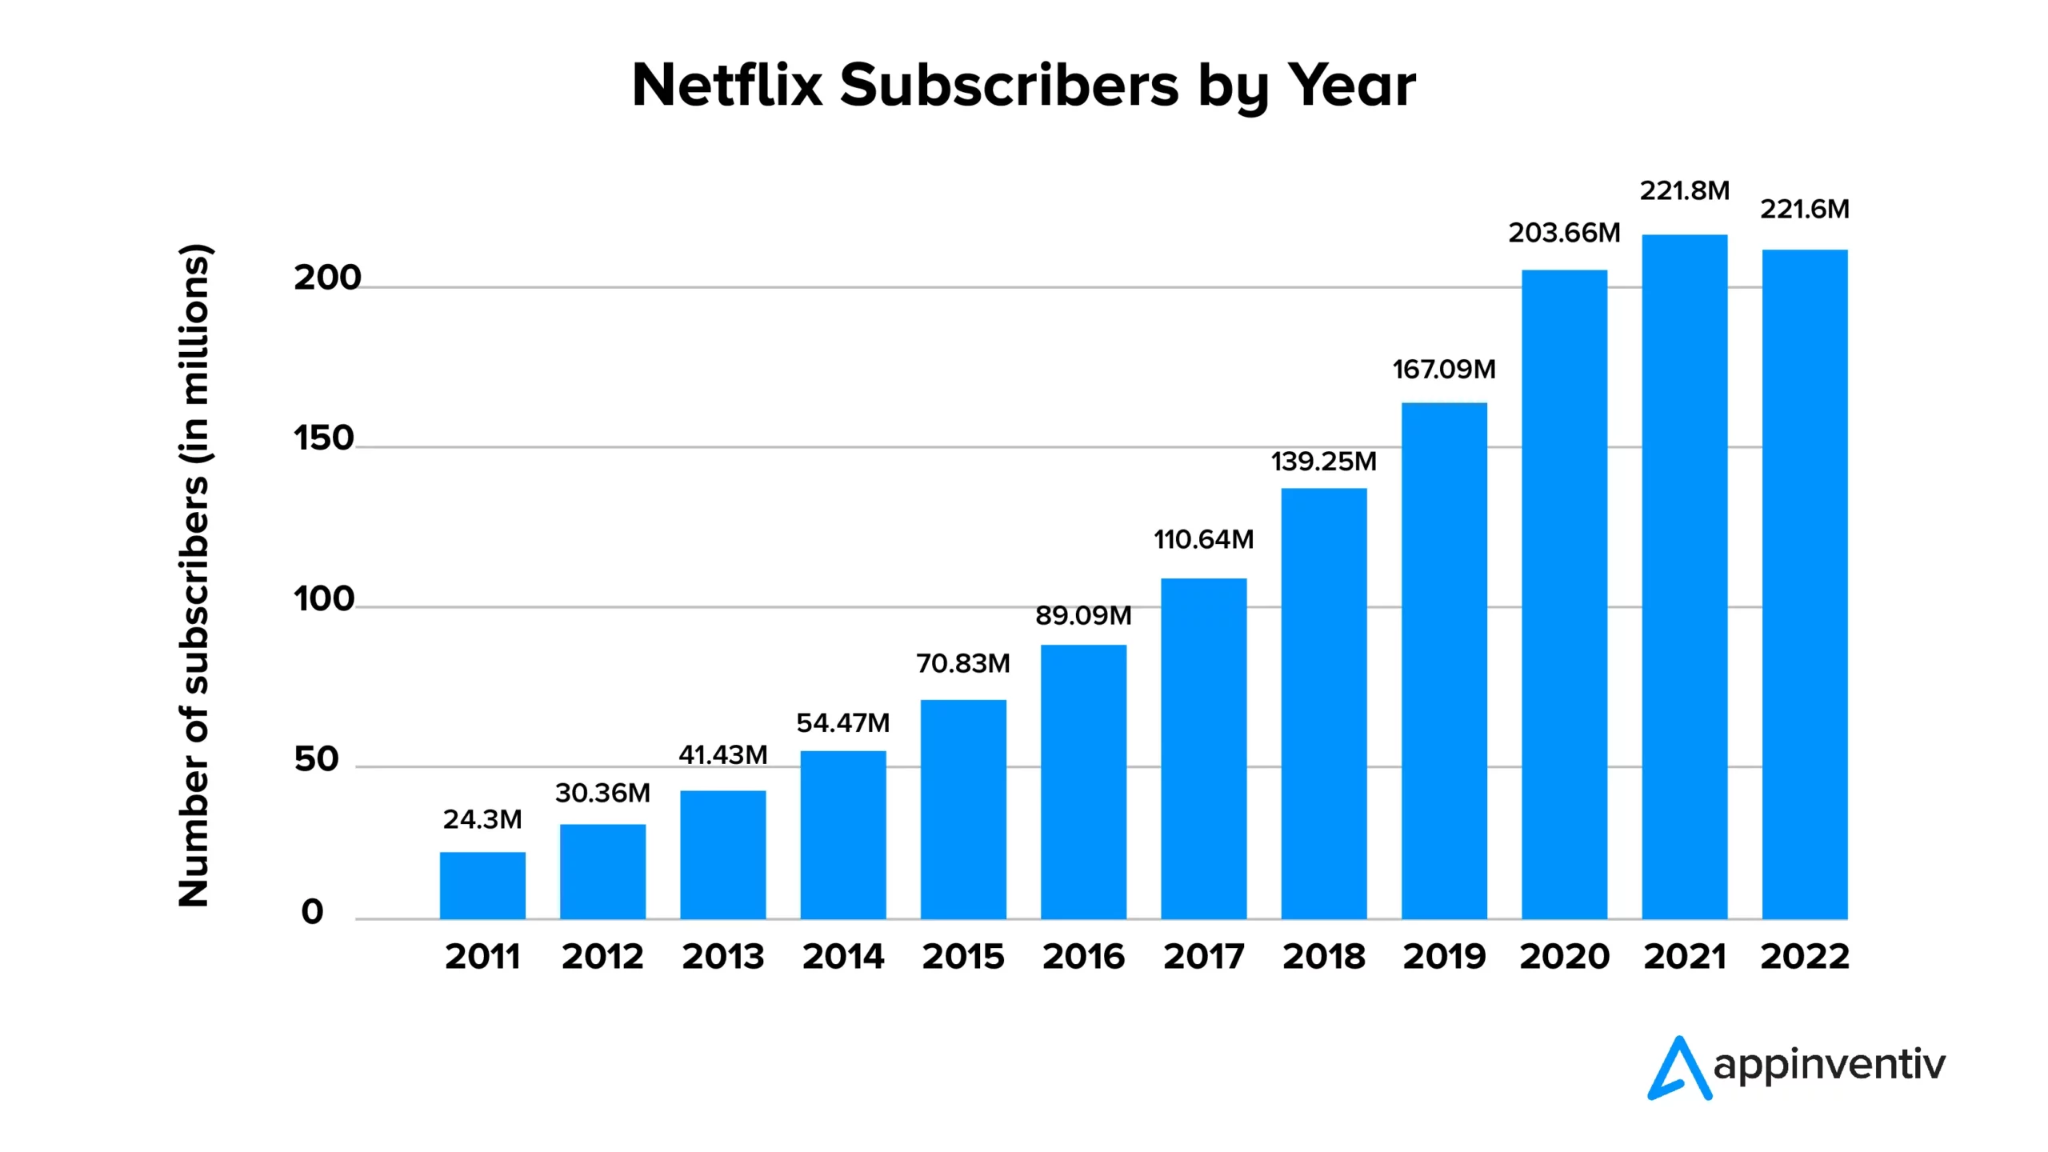 Netflix Subscribers by Year
Number of subscribers (in millions)
200
150
100
50
0
24.3M
30.36M
41.43M
54.47M
70.83M
89.09M
110.64M
139.25M
167.09M
203.66M
221.8M
221.6M
2011 2012 2013 2014 2015 2016 2017 2018 2019 2020 2021 2022
appinventiv